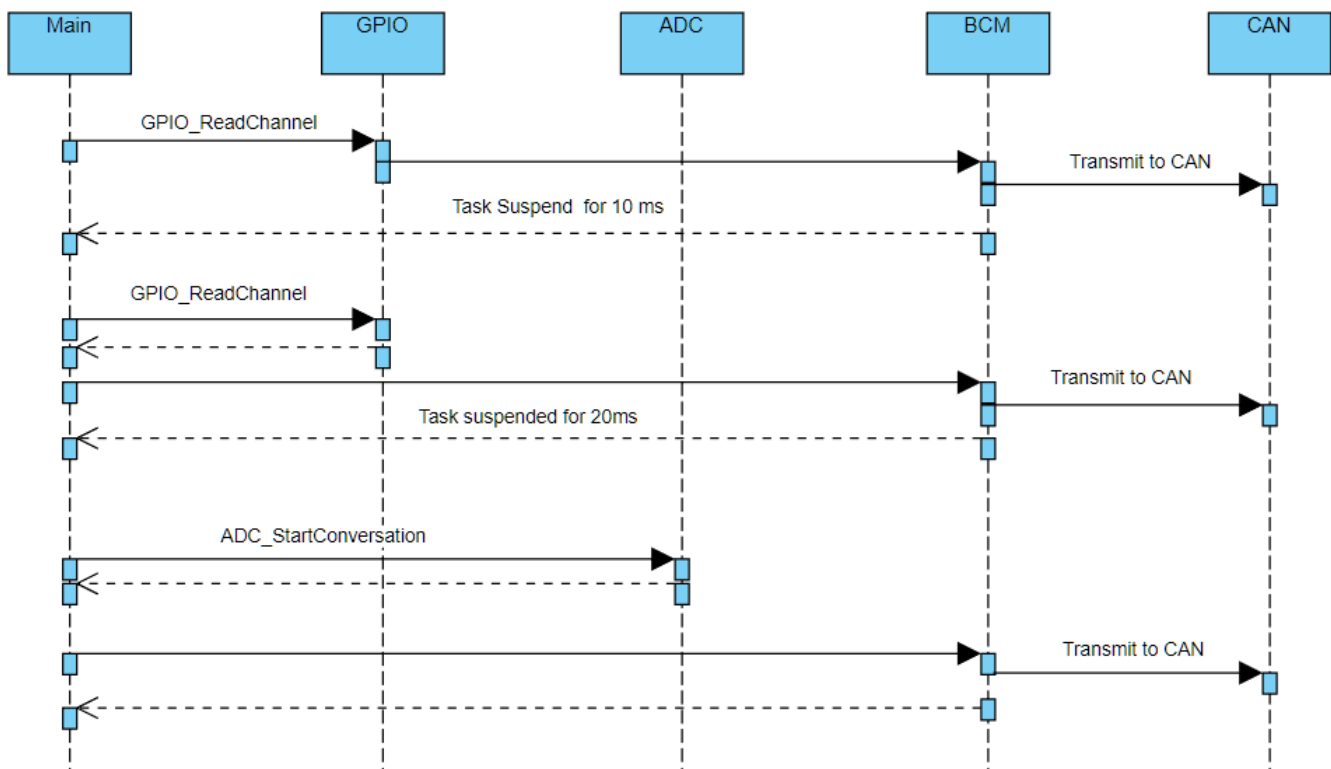 Main
GPIO
ADC
BCM
CAN
GPIO_ReadChannel
Transmit to CAN
Task Suspend for 10 ms
GPIO_ReadChannel
Transmit to CAN
Task suspended for 20ms
ADC_StartConversation
Transmit to CAN